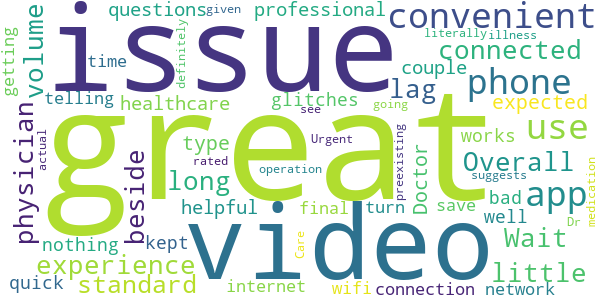 questions given professional
issue convenient
getting volume time definitely literally illness
connected
couple
telling healthcare glitches lag phone
see going expected
great
physician actual beside type works use
rated Urgent preexisting Doctor Overall
long operation suggests app
medication
helpful final turn save bad Wait
well Dr
nothing kept video
experience Care little
quick standard internet wifi connection network